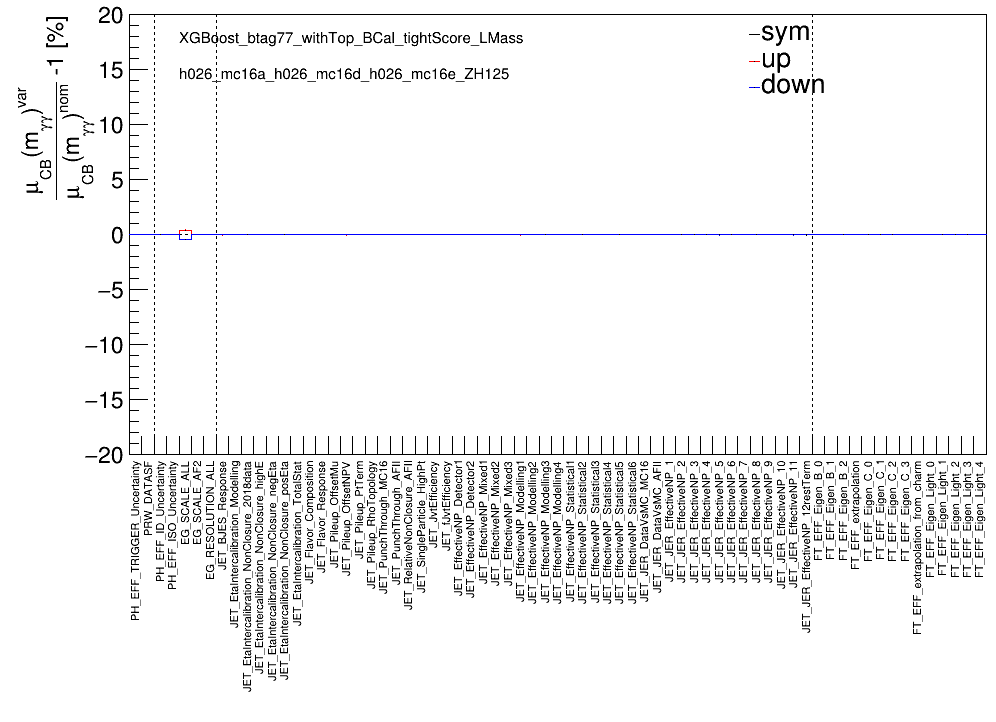 μCB(mγγ)var
μCB(mγγ)nom -1 [%]
20
15
10
5
0
−5
−10
−15
−20
XGBoost_btag77_withTop_BCal_tightScore_LMass
h026_mc16a_h026_mc16d_h026_mc16e_ZH125
sym
up
down
PH_EFF_TRIGGER_Uncertainty
PRW_DATASF
PH_EFF_ID_Uncertainty
PH_EFF_ISO_Uncertainty
EG_SCALE_ALL
EG_SCALE_AF2
EG_RESOLUTION_ALL
JET_BJES_Response
JET_EtaIntercalibration_Modelling
JET_EtaIntercalibration_NonClosure_2018data
JET_EtaIntercalibration_NonClosure_highE
JET_EtaIntercalibration_NonClosure_negEta
JET_EtaIntercalibration_NonClosure_posEta
JET_EtaIntercalibration_TotalStat
JET_Flavor_Composition
JET_Flavor_Response
JET_Pileup_OffsetMu
JET_Pileup_OffsetNPV
JET_Pileup_PtTerm
JET_Pileup_RhoTopology
JET_PunchThrough_MC16
JET_PunchThrough_AFII
JET_RelativeNonClosure_AFII
JET_SingleParticle_HighPt
JET_JvtEfficiency
JET_fJvtEfficiency
JET_EffectiveNP_Detector1
JET_EffectiveNP_Detector2
JET_EffectiveNP_Mixed1
JET_EffectiveNP_Mixed2
JET_EffectiveNP_Mixed3
JET_EffectiveNP_Modelling1
JET_EffectiveNP_Modelling2
JET_EffectiveNP_Modelling3
JET_EffectiveNP_Modelling4
JET_EffectiveNP_Statistical1
JET_EffectiveNP_Statistical2
JET_EffectiveNP_Statistical3
JET_EffectiveNP_Statistical4
JET_EffectiveNP_Statistical5
JET_EffectiveNP_Statistical6
JET_JER_DataVsMC_MC16
JET_JER_DataVsMC_AFII
JET_JER_EffectiveNP_1
JET_JER_EffectiveNP_2
JET_JER_EffectiveNP_3
JET_JER_EffectiveNP_4
JET_JER_EffectiveNP_5
JET_JER_EffectiveNP_6
JET_JER_EffectiveNP_7
JET_JER_EffectiveNP_8
JET_JER_EffectiveNP_9
JET_JER_EffectiveNP_10
JET_JER_EffectiveNP_11
JET_JER_EffectiveNP_12restTerm
FT_EFF_Eigen_B_0
FT_EFF_Eigen_B_1
FT_EFF_Eigen_B_2
FT_EFF_extrapolation
FT_EFF_Eigen_C_0
FT_EFF_Eigen_C_1
FT_EFF_Eigen_C_2
FT_EFF_Eigen_C_3
FT_EFF_extrapolation_from_charm
FT_EFF_Eigen_Light_0
FT_EFF_Eigen_Light_1
FT_EFF_Eigen_Light_2
FT_EFF_Eigen_Light_3
FT_EFF_Eigen_Light_4